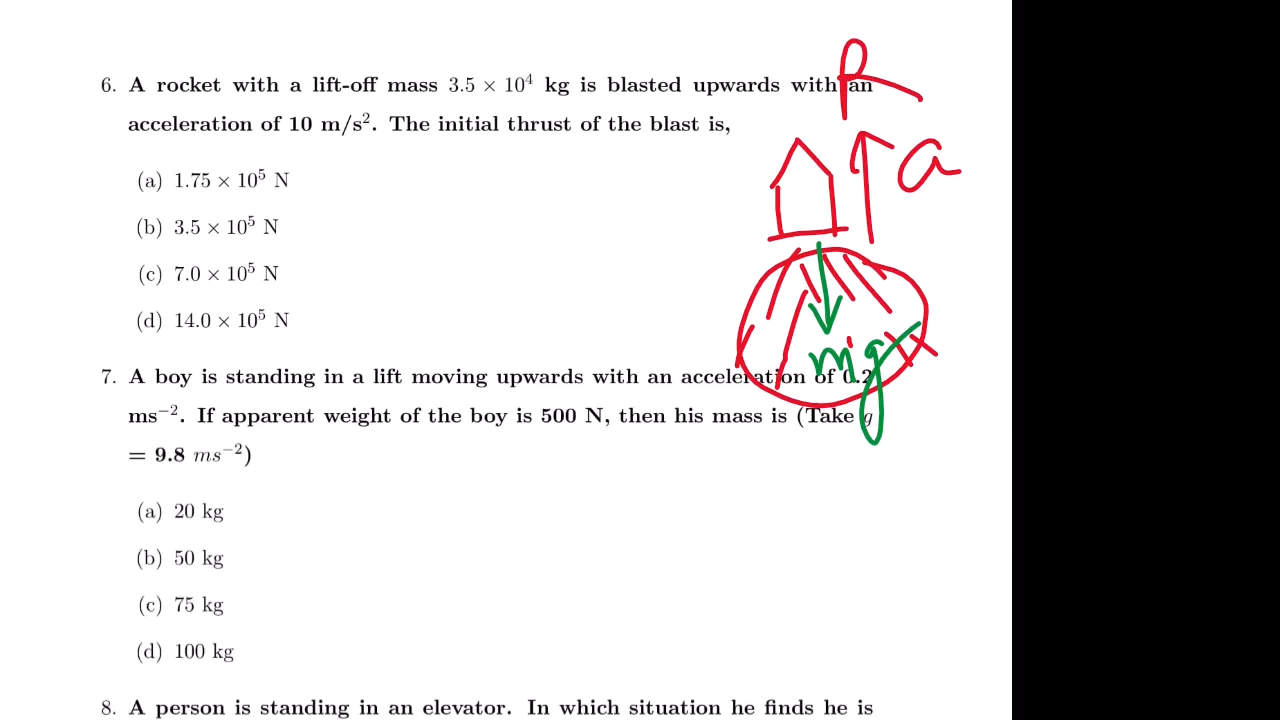 6. A rocket with a lift-off mass 3.5 × 10⁴ kg is blasted upwards with an
acceleration of 10 m/s². The initial thrust of the blast is,
(a) 1.75 × 10⁵ N
(b) 3.5 × 10⁵ N
(c) 7.0 × 10⁵ N
(d) 14.0 × 10⁵ N
R
a
mg
7. A boy is standing in a lift moving upwards with an acceleration of 0.2
ms⁻². If apparent weight of the boy is 500 N, then his mass is (Take g
= 9.8 ms⁻²)
(a) 20 kg
(b) 50 kg
(c) 75 kg
(d) 100 kg
8. A person is standing in an elevator. In which situation he finds he is